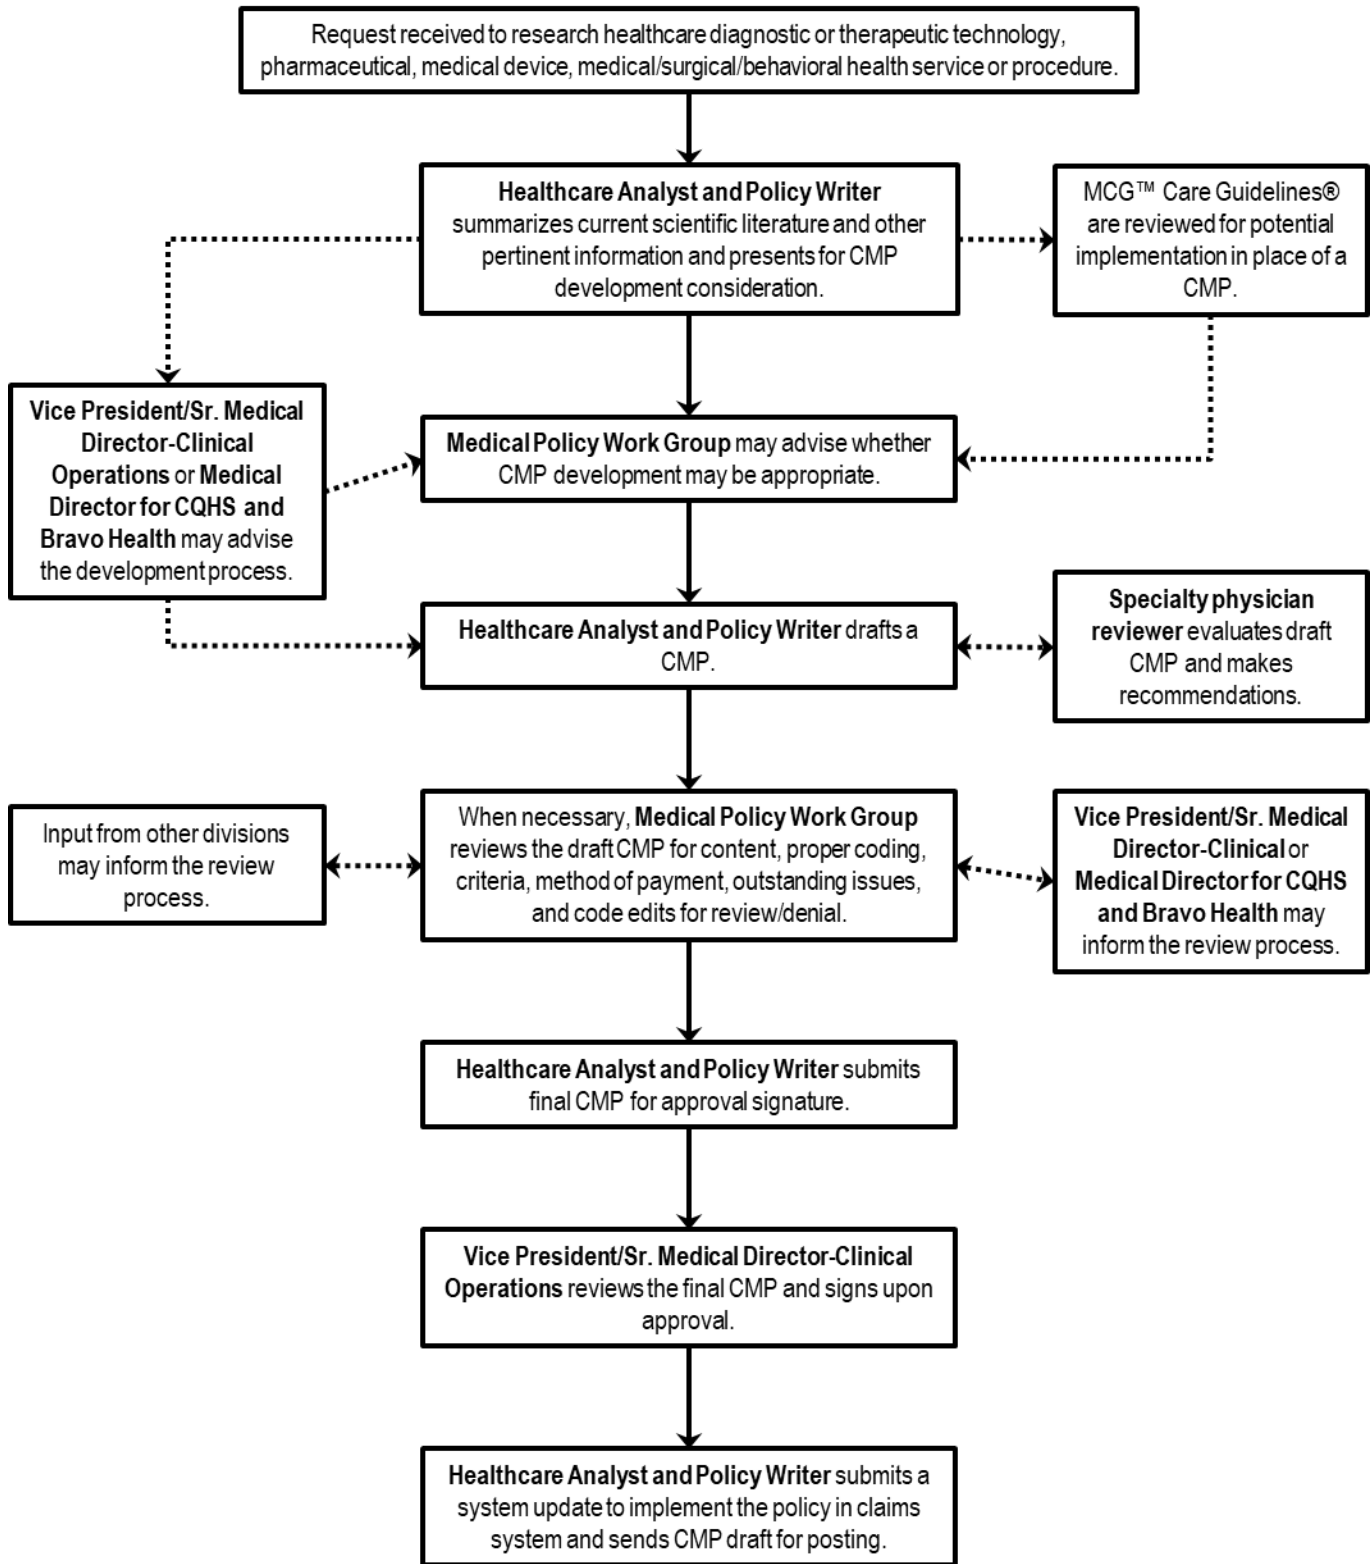 Request received to research healthcare diagnostic or therapeutic technology,
pharmaceutical, medical device, medical/surgical/behavioral health service or procedure.
Healthcare Analyst and Policy Writer
summarizes current scientific literature and other
pertinent information and presents for CMP
development consideration.
MCG™ Care Guidelines®
are reviewed for potential
implementation in place of a
CMP.
Vice President/Sr. Medical
Director-Clinical
Operations or Medical
Director for CQHS and
Bravo Health may advise
the development process.
Medical Policy Work Group may advise whether
CMP development may be appropriate.
Healthcare Analyst and Policy Writer drafts a
CMP.
Specialty physician
reviewer evaluates draft
CMP and makes
recommendations.
Input from other divisions
may inform the review
process.
When necessary, Medical Policy Work Group
reviews the draft CMP for content, proper coding,
criteria, method of payment, outstanding issues,
and code edits for review/denial.
Vice President/Sr. Medical
Director-Clinical or
Medical Director for CQHS
and Bravo Health may
inform the review process.
Healthcare Analyst and Policy Writer submits
final CMP for approval signature.
Vice President/Sr. Medical Director-Clinical
Operations reviews the final CMP and signs upon
approval.
Healthcare Analyst and Policy Writer submits a
system update to implement the policy in claims
system and sends CMP draft for posting.